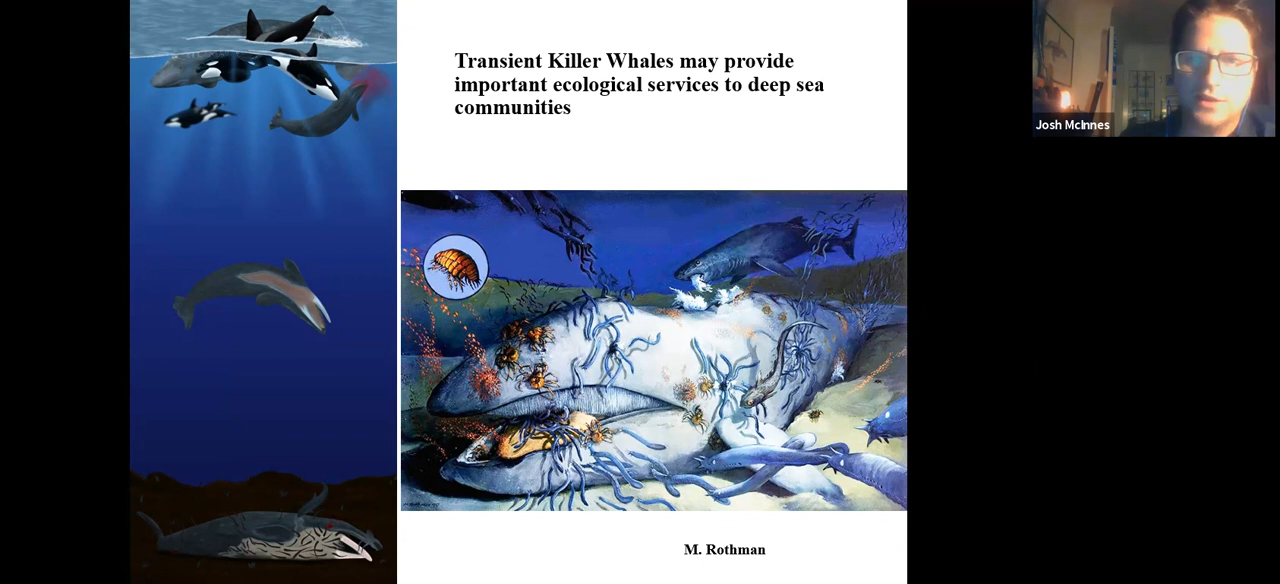 Transient Killer Whales may provide
important ecological services to deep sea
communities
Josh McInnes
M. Rothman